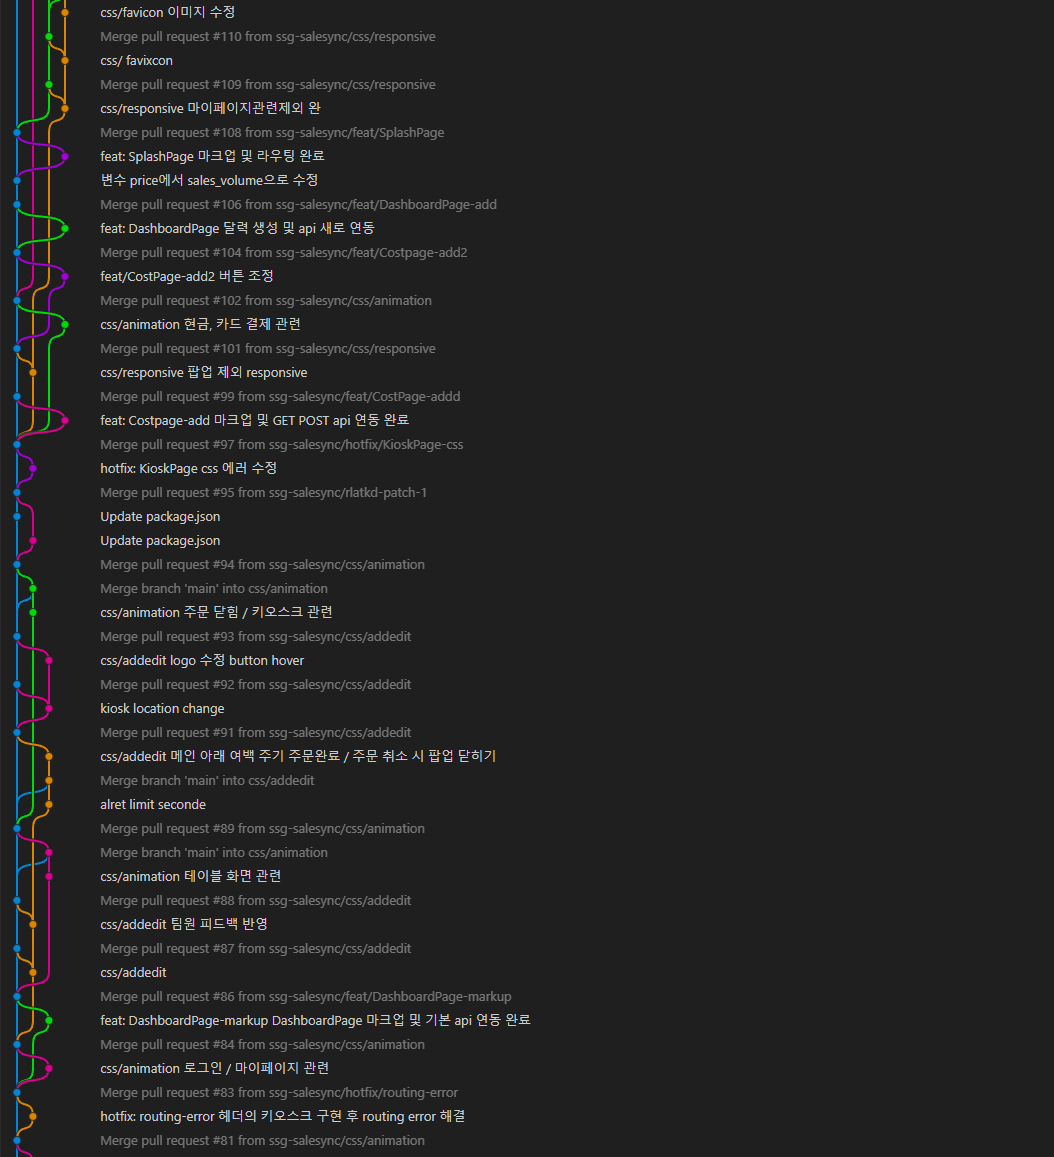 css/favicon 이미지 수정
Merge pull request #110 from ssg-salesync/css/responsive
css/ favixcon
Merge pull request #109 from ssg-salesync/css/responsive
css/responsive 마이페이지관련제외 완
Merge pull request #108 from ssg-salesync/feat/SplashPage
feat: SplashPage 마크업 및 라우팅 완료
변수 price에서 sales_volume으로 수정
Merge pull request #106 from ssg-salesync/feat/DashboardPage-add
feat: DashboardPage 달력 생성 및 api 새로 연동
Merge pull request #104 from ssg-salesync/feat/Costpage-add2
feat/CostPage-add2 버튼 조정
Merge pull request #102 from ssg-salesync/css/animation
css/animation 현금, 카드 결제 관련
Merge pull request #101 from ssg-salesync/css/responsive
css/responsive 팝업 제외 responsive
Merge pull request #99 from ssg-salesync/feat/CostPage-addd
feat: Costpage-add 마크업 및 GET POST api 연동 완료
Merge pull request #97 from ssg-salesync/hotfix/KioskPage-css
hotfix: KioskPage css 에러 수정
Merge pull request #95 from ssg-salesync/rlatkd-patch-1
Update package.json
Update package.json
Merge pull request #94 from ssg-salesync/css/animation
Merge branch 'main' into css/animation
css/animation 주문 닫힘 / 키오스크 관련
Merge pull request #93 from ssg-salesync/css/addedit
css/addedit logo 수정 button hover
Merge pull request #92 from ssg-salesync/css/addedit
kiosk location change
Merge pull request #91 from ssg-salesync/css/addedit
css/addedit 메인 아래 여백 주기 주문완료 / 주문 취소 시 팝업 닫히기
Merge branch 'main' into css/addedit
alret limit seconde
Merge pull request #89 from ssg-salesync/css/animation
Merge branch 'main' into css/animation
css/animation 테이블 화면 관련
Merge pull request #88 from ssg-salesync/css/addedit
css/addedit 팀원 피드백 반영
Merge pull request #87 from ssg-salesync/css/addedit
css/addedit
Merge pull request #86 from ssg-salesync/feat/DashboardPage-markup
feat: DashboardPage-markup DashboardPage 마크업 및 기본 api 연동 완료
Merge pull request #84 from ssg-salesync/css/animation
css/animation 로그인 / 마이페이지 관련
Merge pull request #83 from ssg-salesync/hotfix/routing-error
hotfix: routing-error 헤더의 키오스크 구현 후 routing error 해결
Merge pull request #81 from ssg-salesync/css/animation